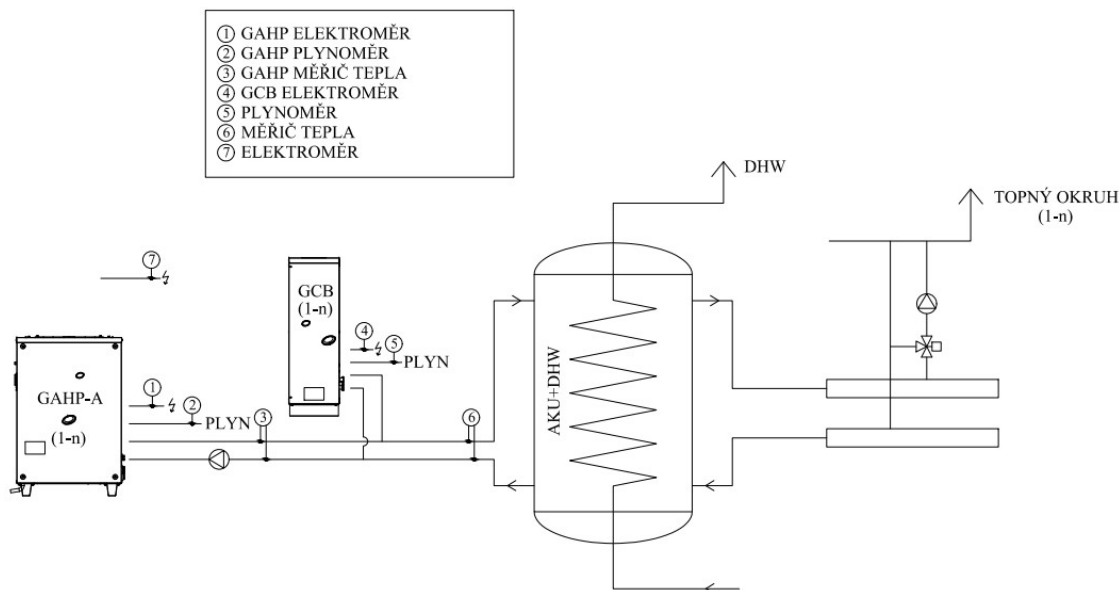 ① GAHP ELEKTROMĚR
② GAHP PLYNOMĚR
③ GAHP MĚŘIČ TEPLA
④ GCB ELEKTROMĚR
⑤ PLYNOMĚR
⑥ MĚŘIČ TEPLA
⑦ ELEKTROMĚR
DHW
TOPNÝ OKRUH
(1-n)
⑦
GCB
(1-n)
④
⑤
PLYN
GAHP-A
(1-n)
①
②
PLYN
③
⑥
AKU+DHW